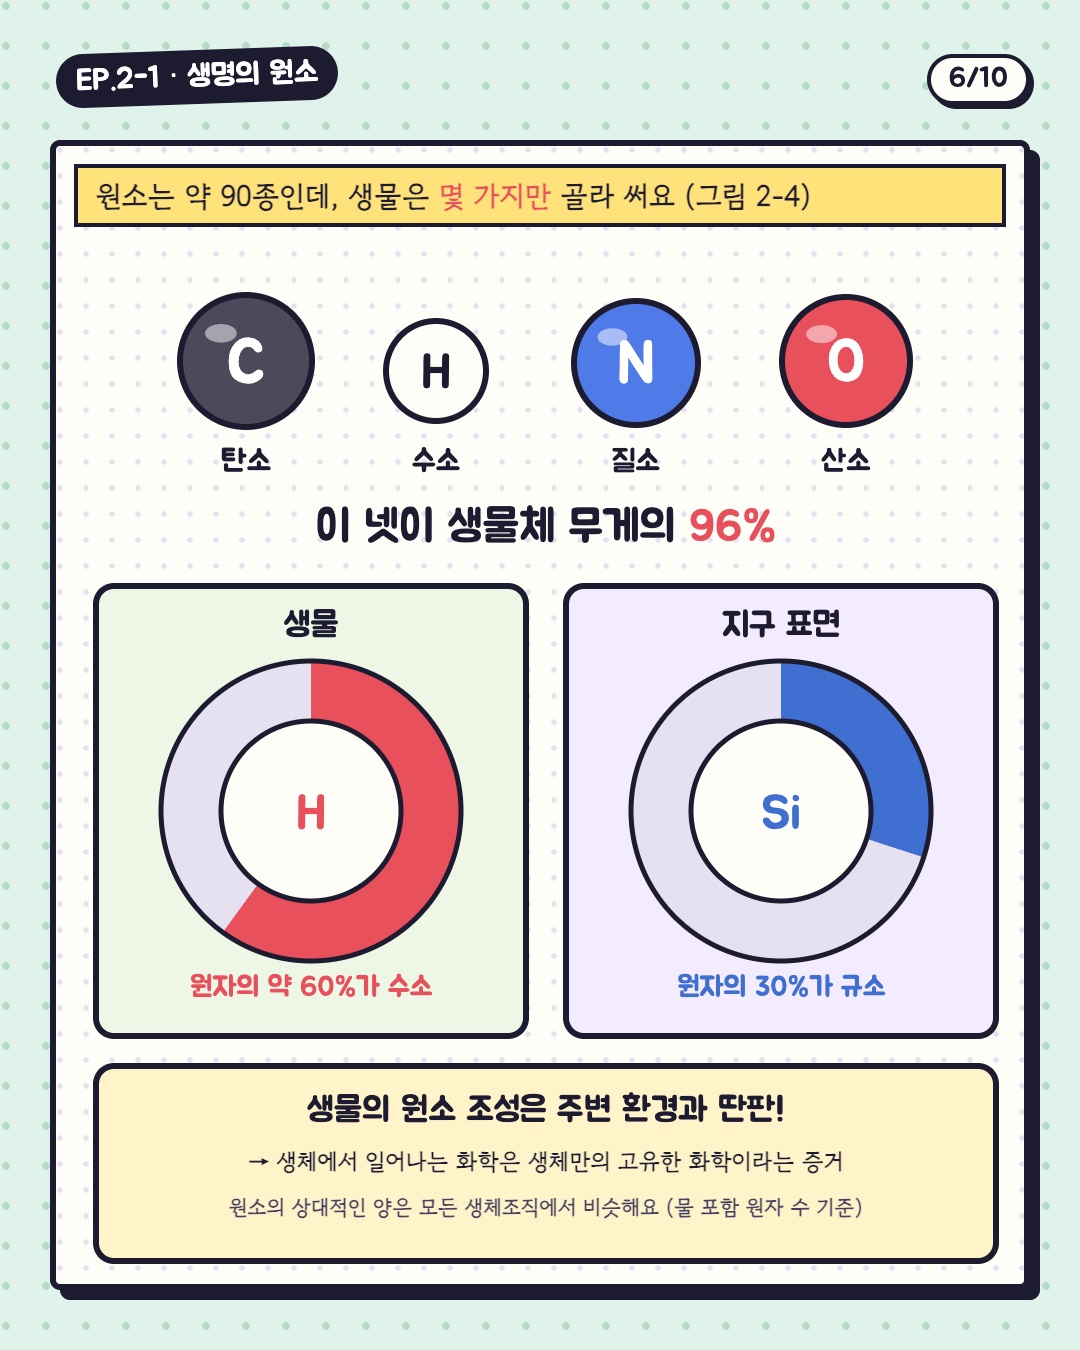 EP.2-1 · 생명의 원소
6/10
원소는 약 90종인데, 생물은 몇 가지만 골라 써요 (그림 2-4)
C
H
N
O
탄소
수소
질소
산소
이 넷이 생물체 무게의 96%
생물
H
원자의 약 60%가 수소
지구 표면
Si
원자의 30%가 규소
생물의 원소 조성은 주변 환경과 딴판!
→ 생체에서 일어나는 화학은 생체만의 고유한 화학이라는 증거
원소의 상대적인 양은 모든 생체조직에서 비슷해요 (물 포함 원자 수 기준)